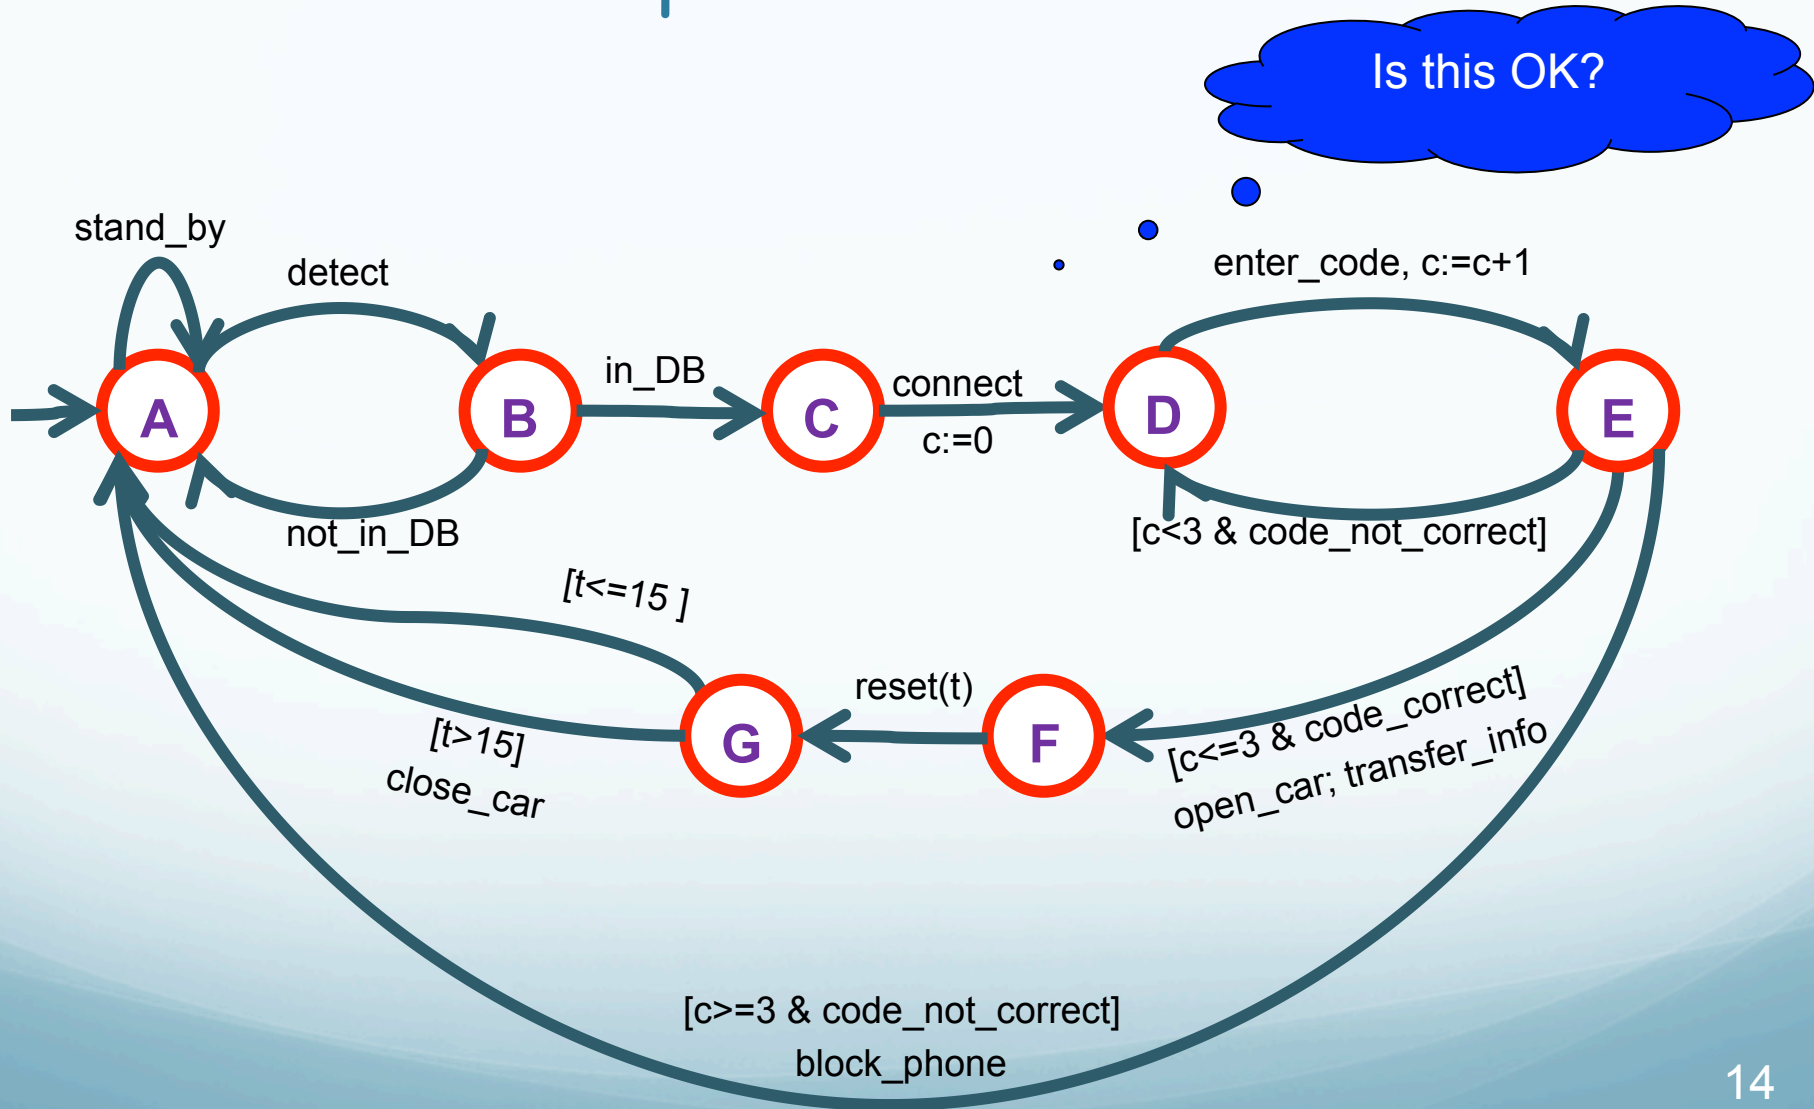 Is this OK?
stand_by
detect
enter_code, c:=c+1
in_DB
connect
c:=0
A
B
C
D
E
not_in_DB
[c<3 & code_not_correct]
[t<=15 ]
reset(t)
[t>15]
close_car
G
F
[c<=3 & code_correct]
open_car; transfer_info
[c>=3 & code_not_correct]
block_phone
14